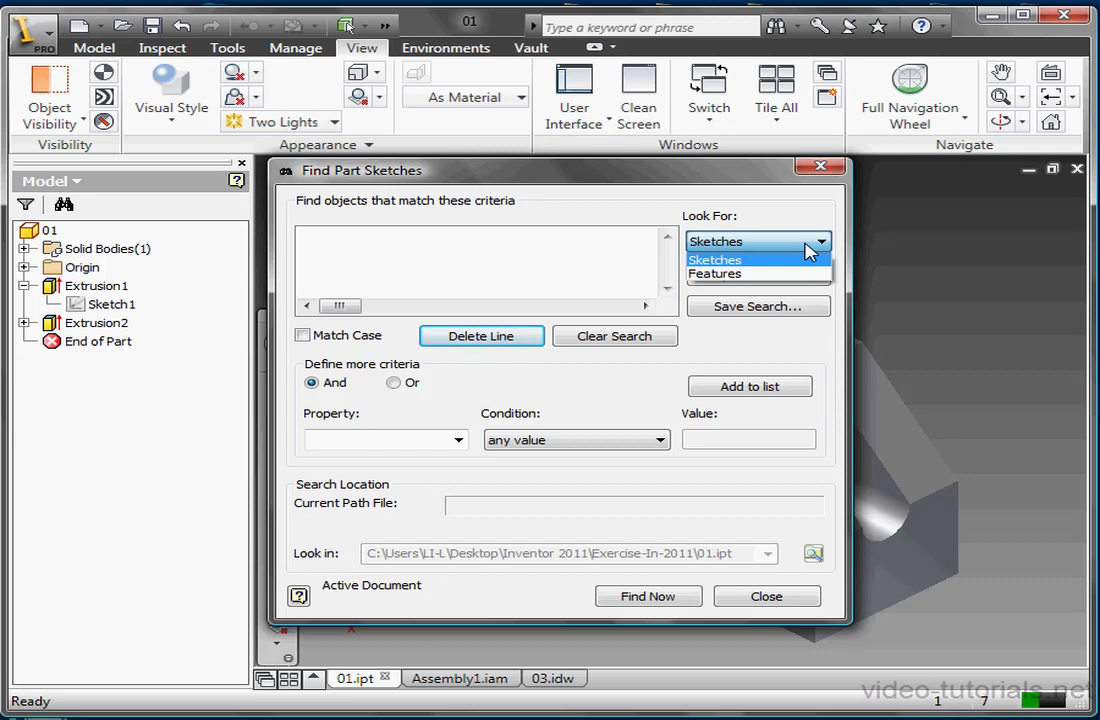 PRO
01
Type a keyword or phrase
Model
Inspect
Tools
Manage
View
Environments
Vault
Object
Visibility
Visual Style
Two Lights
As Material
User
Interface
Clean
Screen
Switch
Tile All
Full Navigation
Wheel
Visibility
Appearance
Windows
Navigate
Model
01
Solid Bodies(1)
Origin
Extrusion1
Sketch1
Extrusion2
End of Part
Find Part Sketches
Find objects that match these criteria
Look For:
Sketches
Sketches
Features
Save Search...
Match Case
Delete Line
Clear Search
Define more criteria
And
Or
Add to list
Property:
Condition:
Value:
any value
Search Location
Current Path File:
Look in:
C:\Users\LI-L\Desktop\Inventor 2011\Exercise-In-2011\01.ipt
Active Document
Find Now
Close
01.ipt
Assembly1.iam
03.idw
Ready
1
7
video-tutorials.net